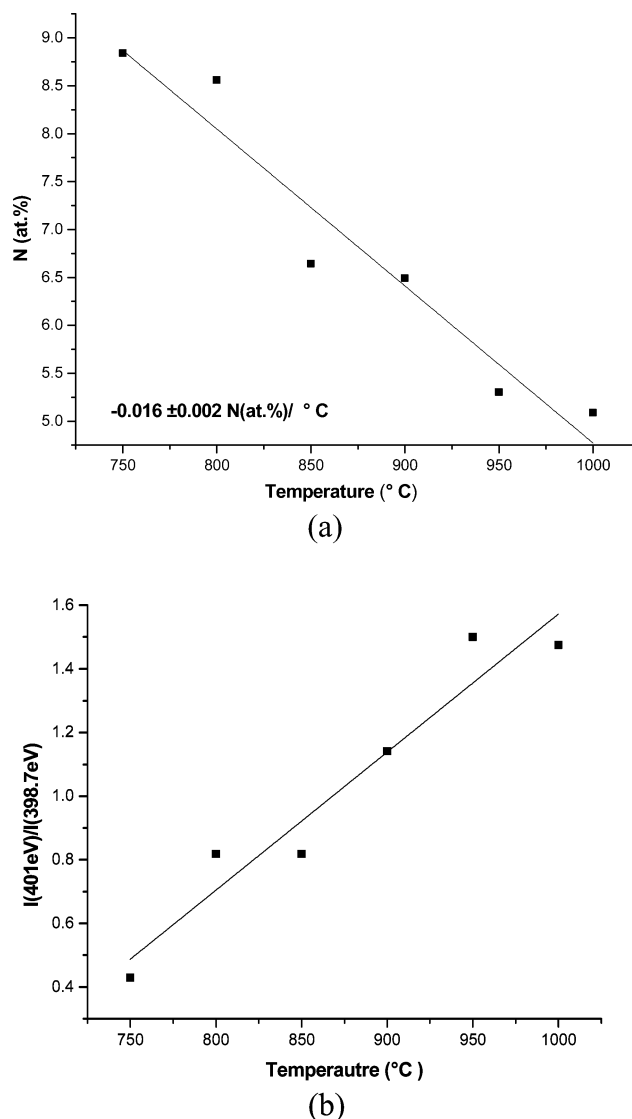 9.0
8.5
8.0
7.5
7.0
6.5
6.0
5.5
5.0
N (at.%)
-0.016 ±0.002 N(at.%)/ ° C
750 800 850 900 950 1000
Temperature (° C)
(a)
1.6
1.4
1.2
1.0
0.8
0.6
0.4
I(401eV)/I(398.7eV)
750 800 850 900 950 1000
Temperautre (°C )
(b)